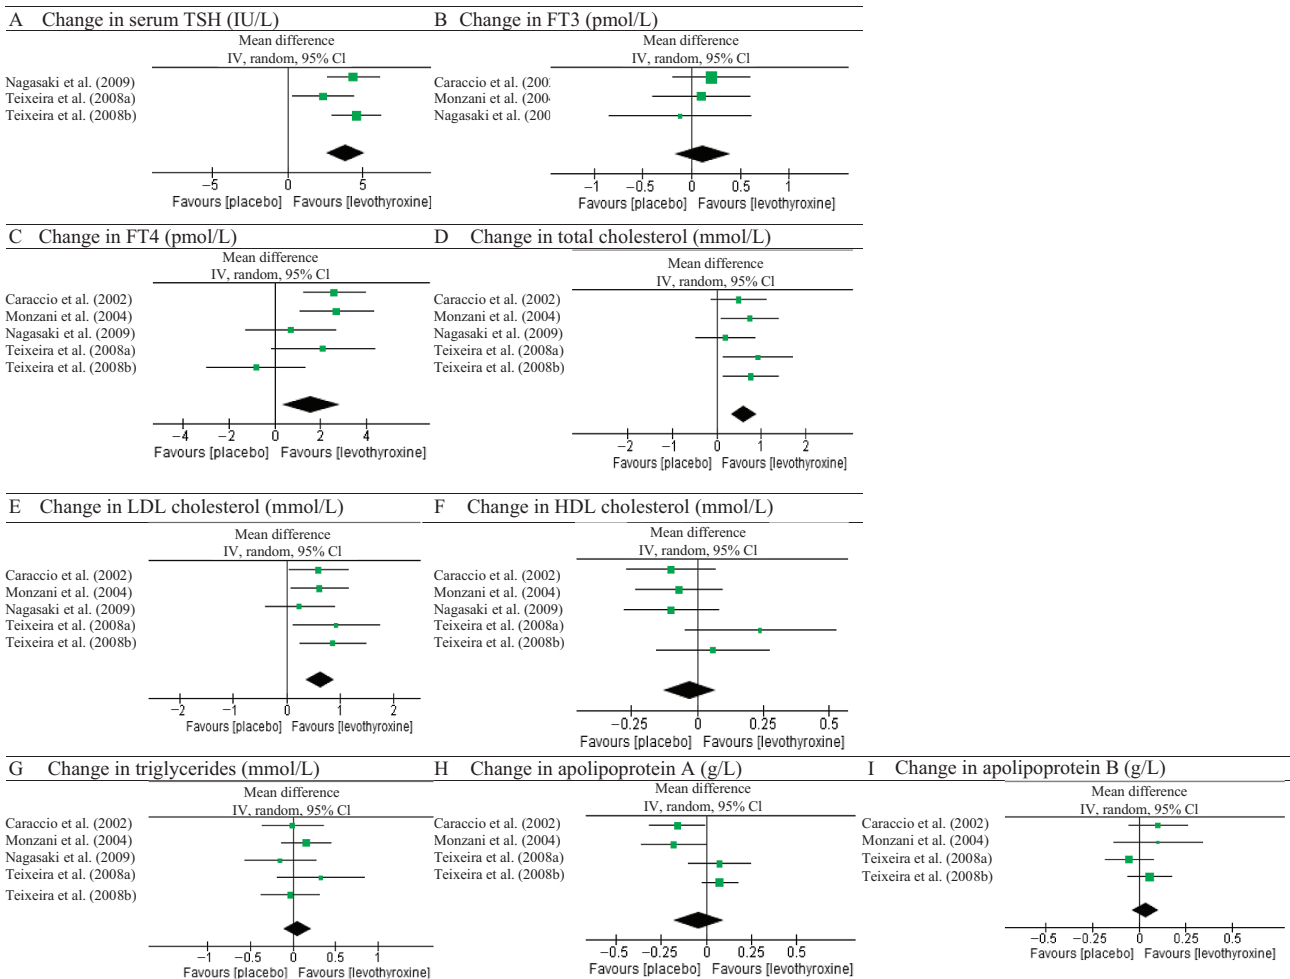 A Change in serum TSH (IU/L)
Mean difference
IV, random, 95% Cl
Nagasaki et al. (2009)
Teixeira et al. (2008a)
Teixeira et al. (2008b)
−5 0 5
Favours [placebo] Favours [levothyroxine]
B Change in FT3 (pmol/L)
Mean difference
IV, random, 95% Cl
Caraccio et al.
Monzani et al.
Nagasaki et al.
−1 −0.5 0 0.5 1
Favours [placebo] Favours [levothyroxine]
C Change in FT4 (pmol/L)
Mean difference
IV, random, 95% Cl
Caraccio et al. (2002)
Monzani et al. (2004)
Nagasaki et al. (2009)
Teixeira et al. (2008a)
Teixeira et al. (2008b)
−4 −2 0 2 4
Favours [placebo] Favours [levothyroxine]
D Change in total cholesterol (mmol/L)
Mean difference
IV, random, 95% Cl
Caraccio et al. (2002)
Monzani et al. (2004)
Nagasaki et al. (2009)
Teixeira et al. (2008a)
Teixeira et al. (2008b)
−2 −1 0 1 2
Favours [placebo] Favours [levothyroxine]
E Change in LDL cholesterol (mmol/L)
Mean difference
IV, random, 95% Cl
Caraccio et al. (2002)
Monzani et al. (2004)
Nagasaki et al. (2009)
Teixeira et al. (2008a)
Teixeira et al. (2008b)
−2 −1 0 1 2
Favours [placebo] Favours [levothyroxine]
F Change in HDL cholesterol (mmol/L)
Mean difference
IV, random, 95% Cl
Caraccio et al. (2002)
Monzani et al. (2004)
Nagasaki et al. (2009)
Teixeira et al. (2008a)
Teixeira et al. (2008b)
−0.25 0 0.25 0.5
Favours [placebo] Favours [levothyroxine]
G Change in triglycerides (mmol/L)
Mean difference
IV, random, 95% Cl
Caraccio et al. (2002)
Monzani et al. (2004)
Nagasaki et al. (2009)
Teixeira et al. (2008a)
Teixeira et al. (2008b)
−1 −0.5 0 0.5 1
Favours [placebo] Favours [levothyroxine]
H Change in apolipoprotein A (g/L)
Mean difference
IV, random, 95% Cl
Caraccio et al. (2002)
Monzani et al. (2004)
Teixeira et al. (2008a)
Teixeira et al. (2008b)
−0.5 −0.25 0 0.25 0.5
Favours [placebo] Favours [levothyroxine]
I Change in apolipoprotein B (g/L)
Mean difference
IV, random, 95% Cl
Caraccio et al. (2002)
Monzani et al. (2004)
Teixeira et al. (2008a)
Teixeira et al. (2008b)
−0.5 −0.25 0 0.25 0.5
Favours [placebo] Favours [levothyroxine]